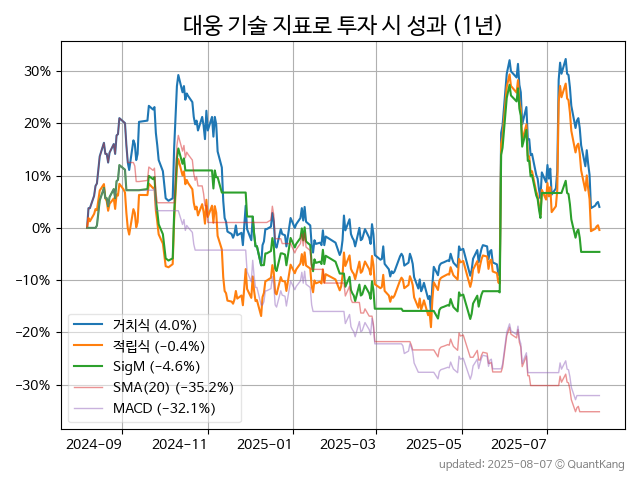 대웅 기술 지표로 투자 시 성과 (1년)
30%
20%
10%
0%
−10%
−20%
−30%
거치식 (4.0%)
적립식 (−0.4%)
SigM (−4.6%)
SMA(20) (−35.2%)
MACD (−32.1%)
2024-09
2024-11
2025-01
2025-03
2025-05
2025-07
updated: 2025-08-07 © QuantKang